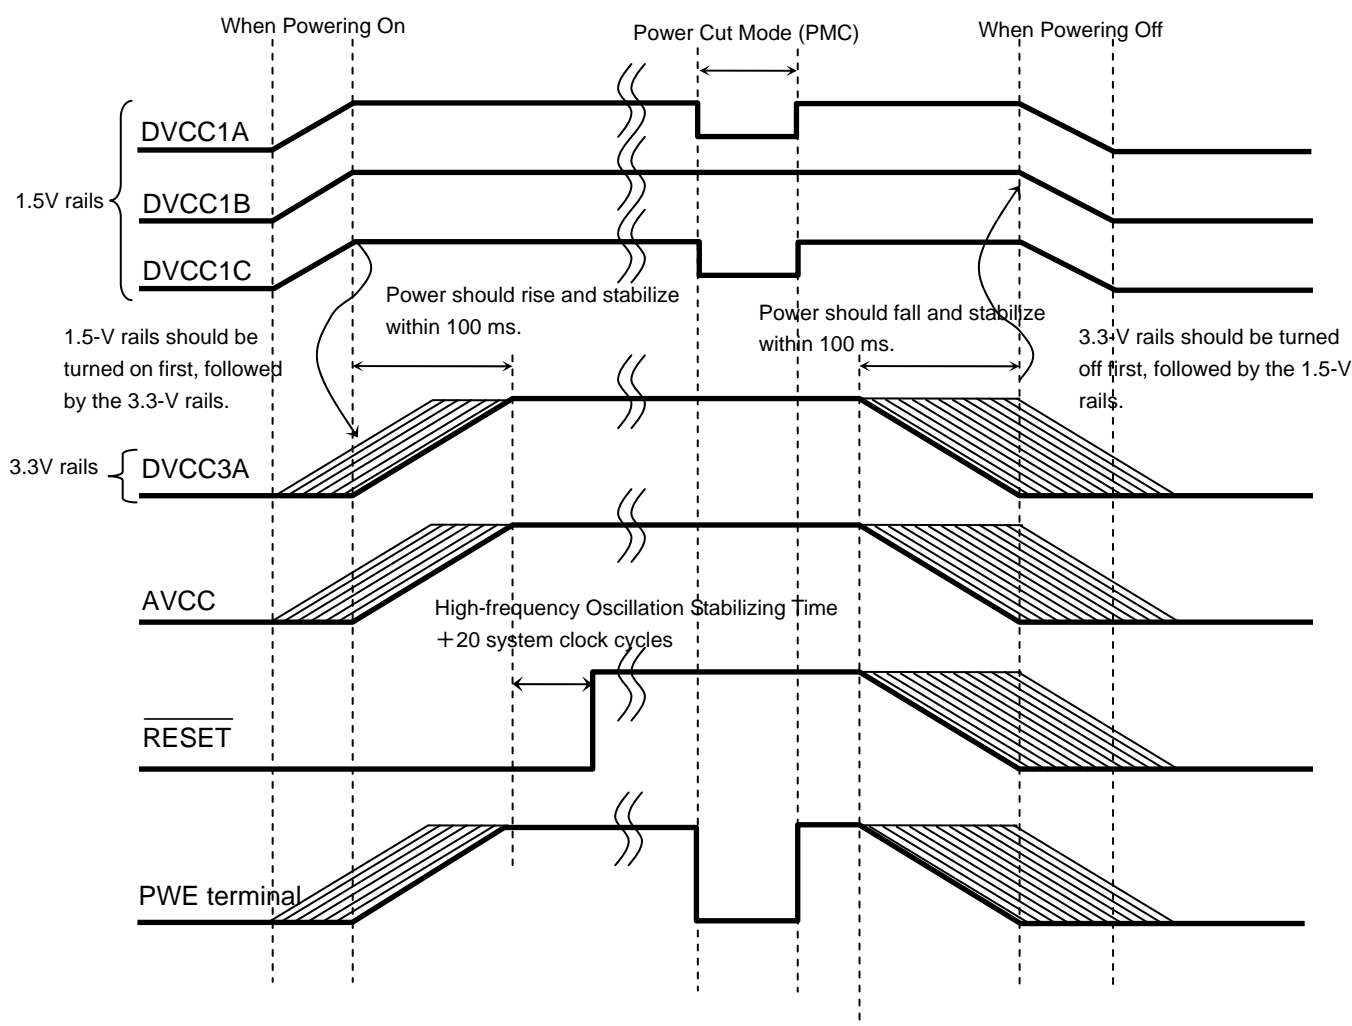 When Powering On
Power Cut Mode (PMC)
When Powering Off
DVCC1A
1.5V rails
DVCC1B
DVCC1C
Power should rise and stabilize
within 100 ms.
Power should fall and stabilize
within 100 ms.
1.5-V rails should be
turned on first, followed
by the 3.3-V rails.
3.3-V rails should be turned
off first, followed by the 1.5-V
rails.
3.3V rails
DVCC3A
AVCC
High-frequency Oscillation Stabilizing Time
+20 system clock cycles
RESET
PWE terminal